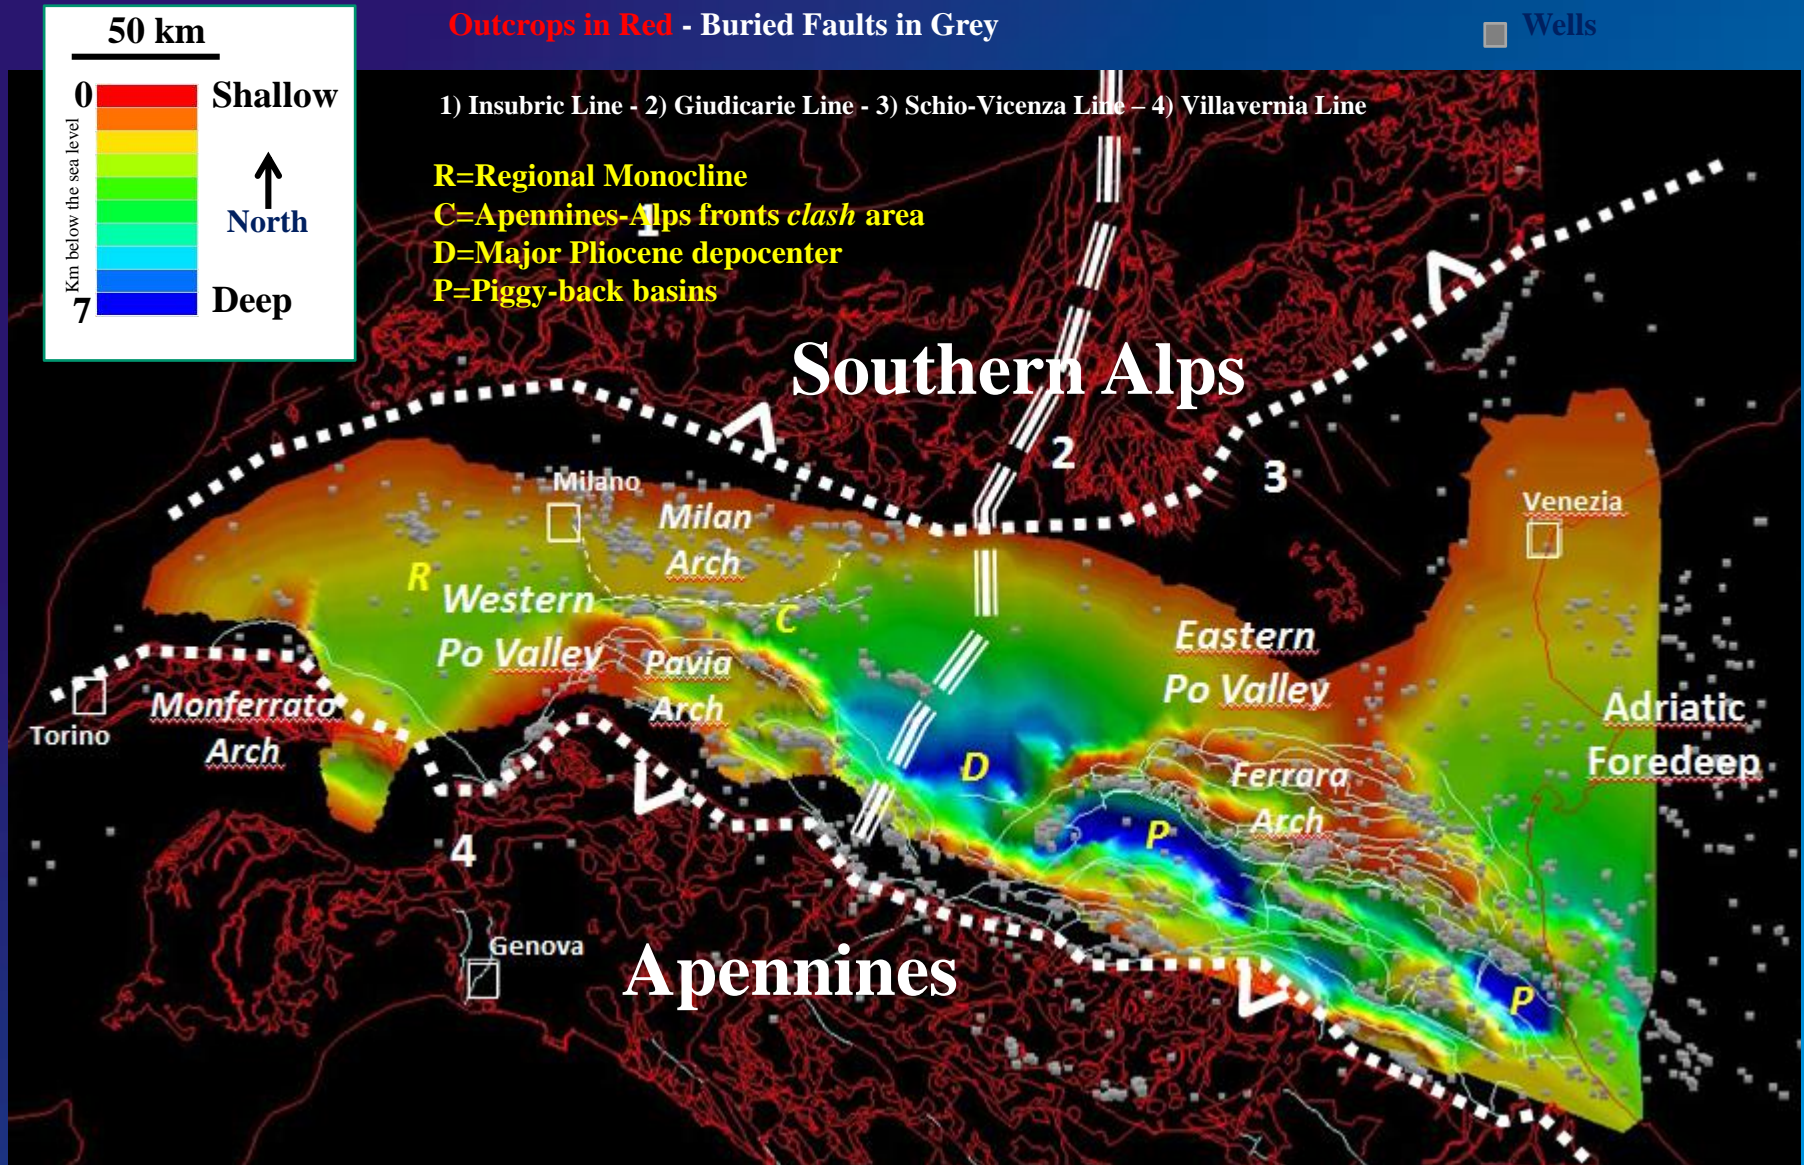 50 km
Outcrops in Red - Buried Faults in Grey
Wells
0
Shallow
Km below the sea level
North
7
Deep
1) Insubric Line - 2) Giudicarie Line - 3) Schio-Vicenza Line – 4) Villavernia Line
R=Regional Monocline
C=Apennines-Alps fronts clash area
1
D=Major Pliocene depocenter
P=Piggy-back basins
Southern Alps
2
3
Milano
Milan
Arch
Venezia
R
Western
Po Valley
C
Eastern
Po Valley
Pavia
Arch
Monferrato
Arch
Torino
Adriatic
Foredeep
D
Ferrara
Arch
P
4
Genova
Apennines
P